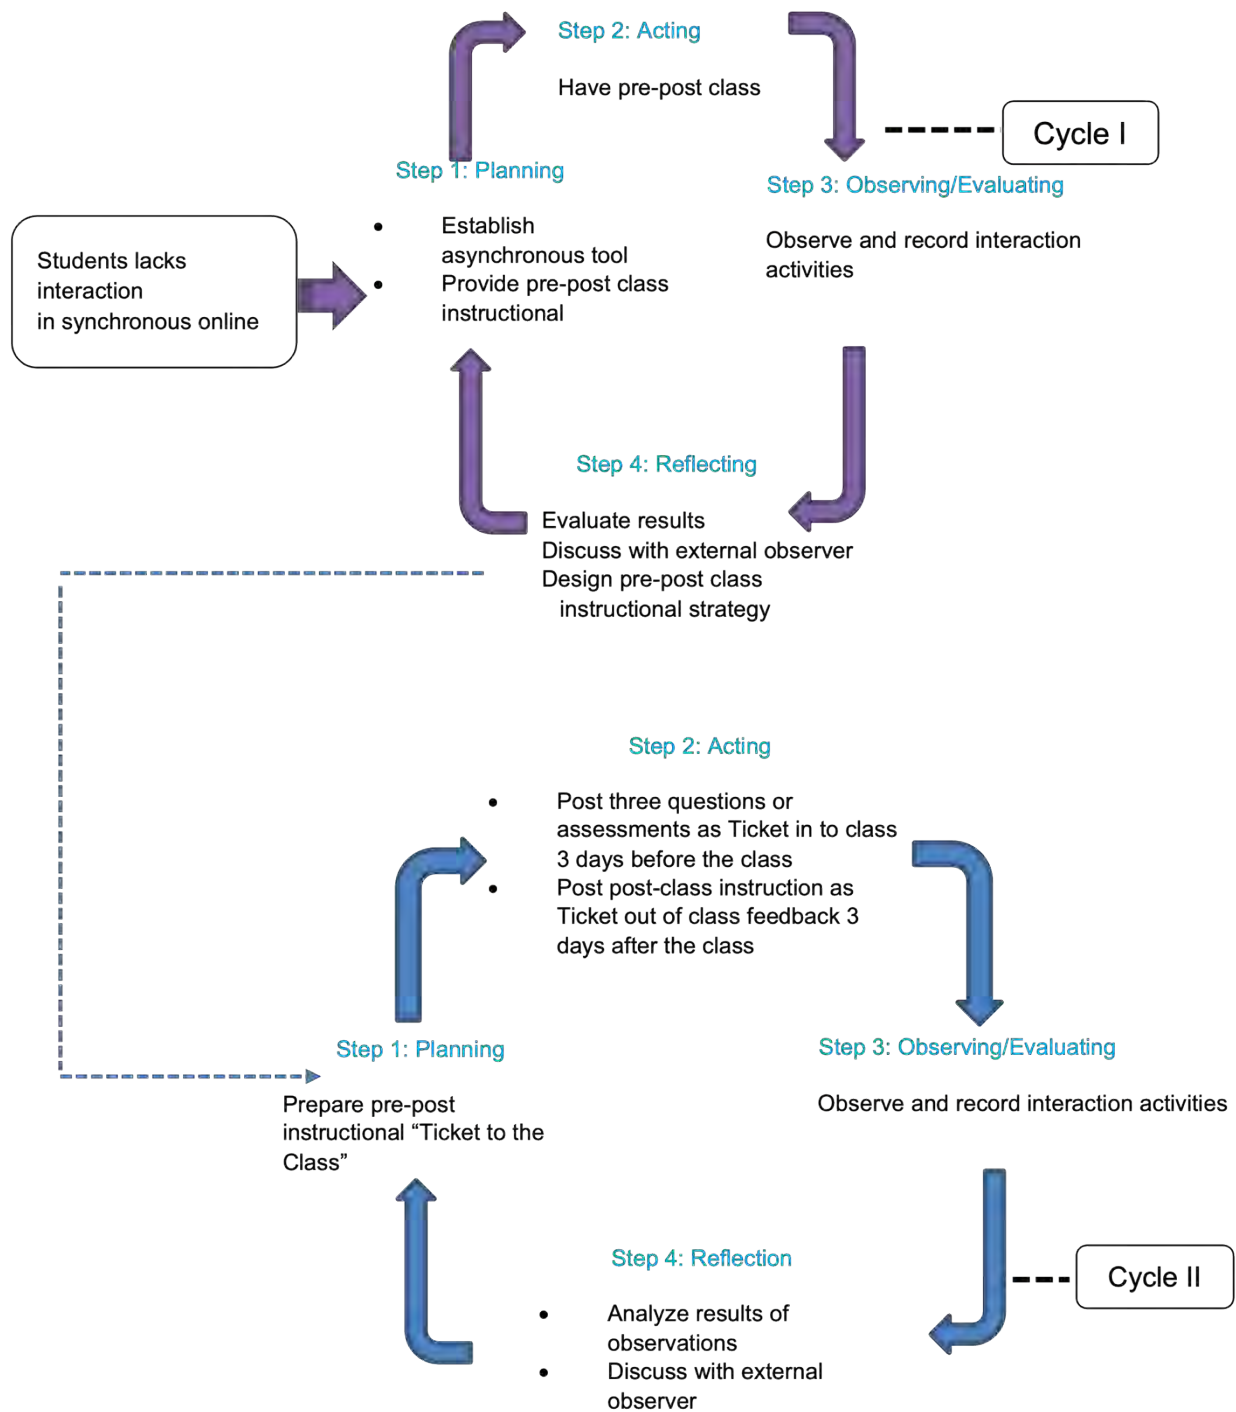 Step 2: Acting
Have pre-post class
Cycle I
Step 1: Planning
• Establish
asynchronous tool
• Provide pre-post class
instructional
Step 3: Observing/Evaluating
Observe and record interaction
activities
Students lacks
interaction
in synchronous online
Step 4: Reflecting
Evaluate results
Discuss with external observer
Design pre-post class
instructional strategy
Step 2: Acting
• Post three questions or
assessments as Ticket in to class
3 days before the class
• Post post-class instruction as
Ticket out of class feedback 3
days after the class
Step 1: Planning
Prepare pre-post
instructional “Ticket to the
Class”
Step 3: Observing/Evaluating
Observe and record interaction activities
Step 4: Reflection
• Analyze results of
observations
• Discuss with external
observer
Cycle II